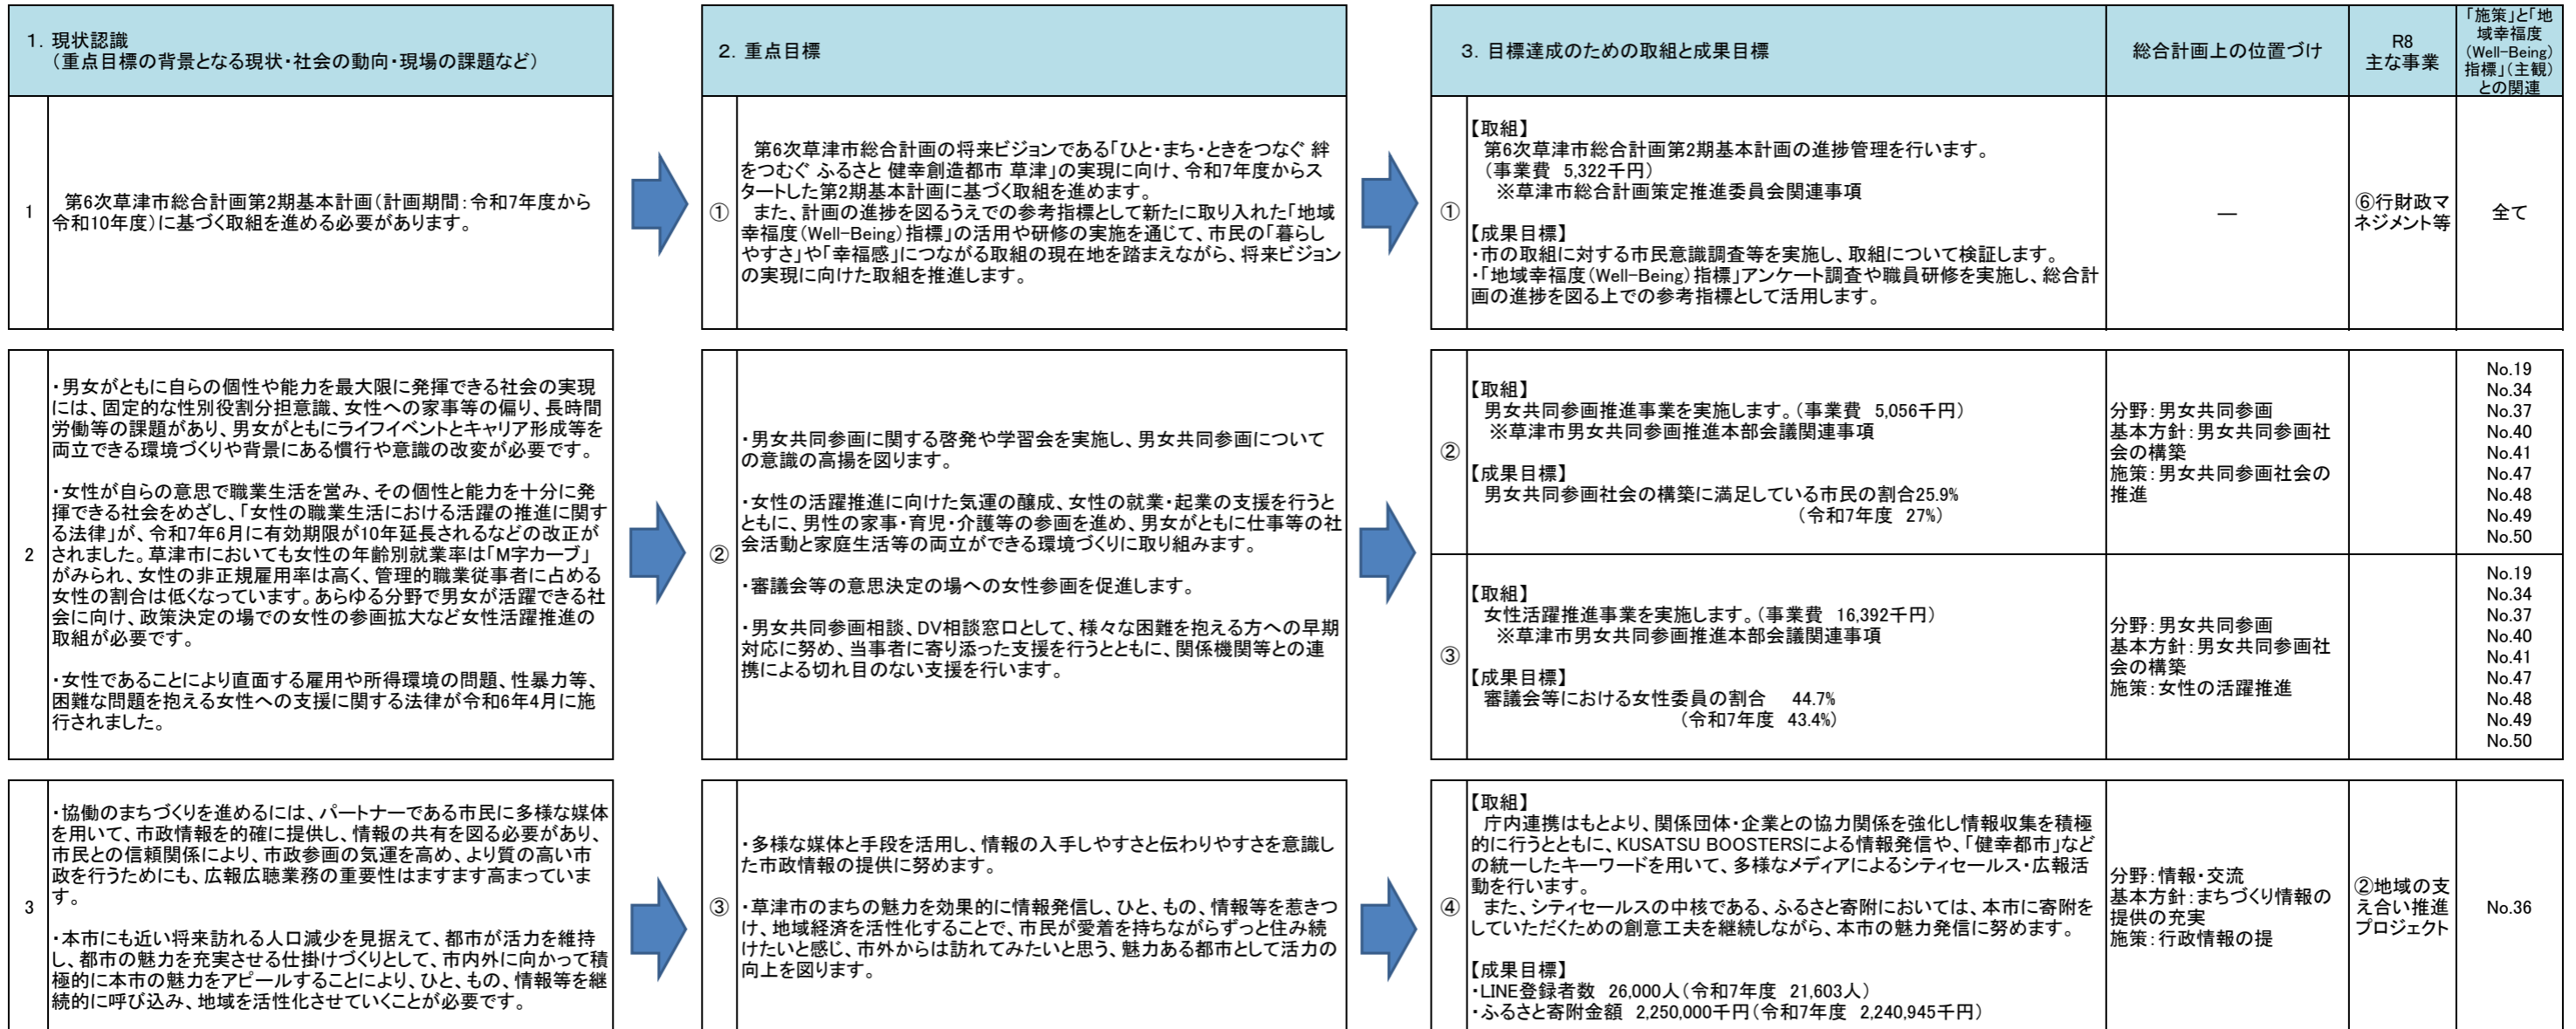 1．現状認識
（重点目標の背景となる現状・社会の動向・現場の課題など）
2．重点目標
3．目標達成のための取組と成果目標
総合計画上の位置づけ
R8
主な事業
「施策」と「地
域幸福度
（Well-Being）
指標」（主観）
との関連
1
第6次草津市総合計画第2期基本計画（計画期間：令和7年度から
令和10年度）に基づく取組を進める必要があります。
①
第6次草津市総合計画の将来ビジョンである「ひと・まち・ときをつなぐ 絆
をつむぐ ふるさと 健幸創造都市 草津」の実現に向け、令和7年度からス
タートした第2期基本計画に基づく取組を進めます。
また、計画の進捗を図るうえでの参考指標として新たに取り入れた「地域
幸福度（Well-Being）指標」の活用や研修の実施を通じて、市民の「暮らし
やすさ」や「幸福感」につながる取組の現在地を踏まえながら、将来ビジョン
の実現に向けた取組を推進します。
①
【取組】
第6次草津市総合計画第2期基本計画の進捗管理を行います。
（事業費 5,322千円）
※草津市総合計画策定推進委員会関連事項
【成果目標】
・市の取組に対する市民意識調査等を実施し、取組について検証します。
・「地域幸福度（Well-Being）指標」アンケート調査や職員研修を実施し、総合計
画の進捗を図る上での参考指標として活用します。
―
⑥行財政マ
ネジメント等
全て
2
・男女がともに自らの個性や能力を最大限に発揮できる社会の実現
には、固定的な性別役割分担意識、女性への家事等の偏り、長時間
労働等の課題があり、男女がともにライフイベントとキャリア形成等を
両立できる環境づくりや背景にある慣行や意識の改変が必要です。
・女性が自らの意思で職業生活を営み、その個性と能力を十分に発
揮できる社会をめざし、「女性の職業生活における活躍の推進に関す
る法律」が、令和7年6月に有効期限が10年延長されるなどの改正が
されました。草津市においても女性の年齢別就業率は「M字カーブ」
がみられ、女性の非正規雇用率は高く、管理的職業従事者に占める
女性の割合は低くなっています。あらゆる分野で男女が活躍できる社
会に向け、政策決定の場での女性の参画拡大など女性活躍推進の
取組が必要です。
・女性であることにより直面する雇用や所得環境の問題、性暴力等、
困難な問題を抱える女性への支援に関する法律が令和6年4月に施
行されました。
②
・男女共同参画に関する啓発や学習会を実施し、男女共同参画について
の意識の高揚を図ります。
・女性の活躍推進に向けた気運の醸成、女性の就業・起業の支援を行うと
ともに、男性の家事・育児・介護等の参画を進め、男女がともに仕事等の社
会活動と家庭生活等の両立ができる環境づくりに取り組みます。
・審議会等の意思決定の場への女性参画を促進します。
・男女共同参画相談、DV相談窓口として、様々な困難を抱える方への早期
対応に努め、当事者に寄り添った支援を行うとともに、関係機関等との連
携による切れ目のない支援を行います。
②
【取組】
男女共同参画推進事業を実施します。（事業費 5,056千円）
※草津市男女共同参画推進本部会議関連事項
【成果目標】
男女共同参画社会の構築に満足している市民の割合25.9%
（令和7年度 27%）
分野：男女共同参画
基本方針：男女共同参画社
会の構築
施策：男女共同参画社会の
推進
No.19
No.34
No.37
No.40
No.41
No.47
No.48
No.49
No.50
③
【取組】
女性活躍推進事業を実施します。（事業費 16,392千円）
※草津市男女共同参画推進本部会議関連事項
【成果目標】
審議会等における女性委員の割合 44.7%
（令和7年度 43.4%）
分野：男女共同参画
基本方針：男女共同参画社
会の構築
施策：女性の活躍推進
No.19
No.34
No.37
No.40
No.41
No.47
No.48
No.49
No.50
3
・協働のまちづくりを進めるには、パートナーである市民に多様な媒体
を用いて、市政情報を的確に提供し、情報の共有を図る必要があり、
市民との信頼関係により、市政参画の気運を高め、より質の高い市
政を行うためにも、広報広聴業務の重要性はますます高まっていま
す。
・本市にも近い将来訪れる人口減少を見据えて、都市が活力を維持
し、都市の魅力を充実させる仕掛けづくりとして、市内外に向かって積
極的に本市の魅力をアピールすることにより、ひと、もの、情報等を継
続的に呼び込み、地域を活性化させていくことが必要です。
③
・多様な媒体と手段を活用し、情報の入手しやすさと伝わりやすさを意識し
た市政情報の提供に努めます。
・草津市のまちの魅力を効果的に情報発信し、ひと、もの、情報等を惹きつ
け、地域経済を活性化することで、市民が愛着を持ちながらずっと住み続
けたいと感じ、市外からは訪れてみたいと思う、魅力ある都市として活力の
向上を図ります。
④
【取組】
庁内連携はもとより、関係団体・企業との協力関係を強化し情報収集を積極
的に行うとともに、KUSATSU BOOSTERSによる情報発信や、「健幸都市」など
の統一したキーワードを用いて、多様なメディアによるシティセールス・広報活
動を行います。
また、シティセールスの中核である、ふるさと寄附においては、本市に寄附を
していただくための創意工夫を継続しながら、本市の魅力発信に努めます。
【成果目標】
・LINE登録者数 26,000人（令和7年度 21,603人）
・ふるさと寄附金額 2,250,000千円（令和7年度 2,240,945千円）
分野：情報・交流
基本方針：まちづくり情報の
提供の充実
施策：行政情報の提
②地域の支
え合い推進
プロジェクト
No.36